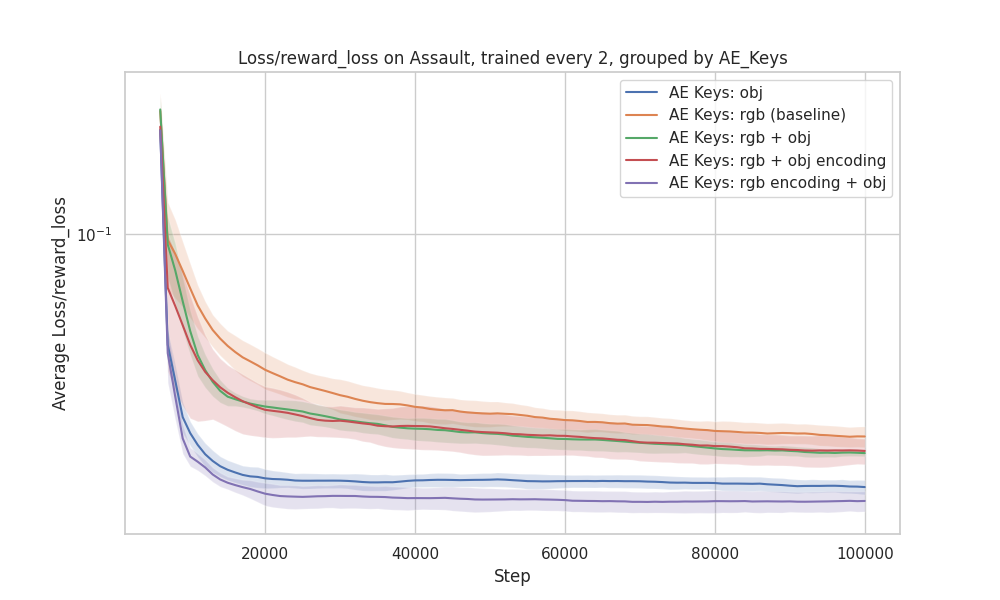 Loss/reward_loss on Assault, trained every 2, grouped by AE_Keys
AE Keys: obj
AE Keys: rgb (baseline)
AE Keys: rgb + obj
AE Keys: rgb + obj encoding
AE Keys: rgb encoding + obj
Average Loss/reward_loss
10⁻¹
20000
40000
60000
80000
100000
Step